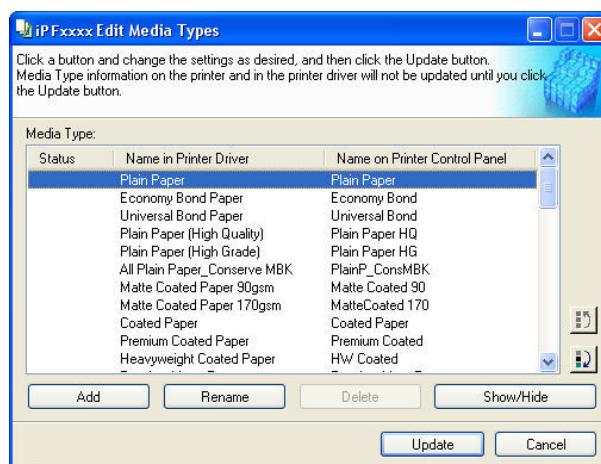 iPFxxxx Edit Media Types
Click a button and change the settings as desired, and then click the Update button.
Media Type information on the printer and in the printer driver will not be updated until you click
the Update button.
Media Type:
Status Name in Printer Driver Name on Printer Control Panel
Plain Paper Plain Paper
Economy Bond Paper Economy Bond
Universal Bond Paper Universal Bond
Plain Paper (High Quality) Plain Paper HQ
Plain Paper (High Grade) Plain Paper HG
All Plain Paper_Conserve MBK PlainP_ConsMBK
Matte Coated Paper 90gsm Matte Coated 90
Matte Coated Paper 170gsm MatteCoated 170
Coated Paper Coated Paper
Premium Coated Paper Premium Coated
Heavyweight Coated Paper HW Coated
Add Rename Delete Show/Hide
Update Cancel